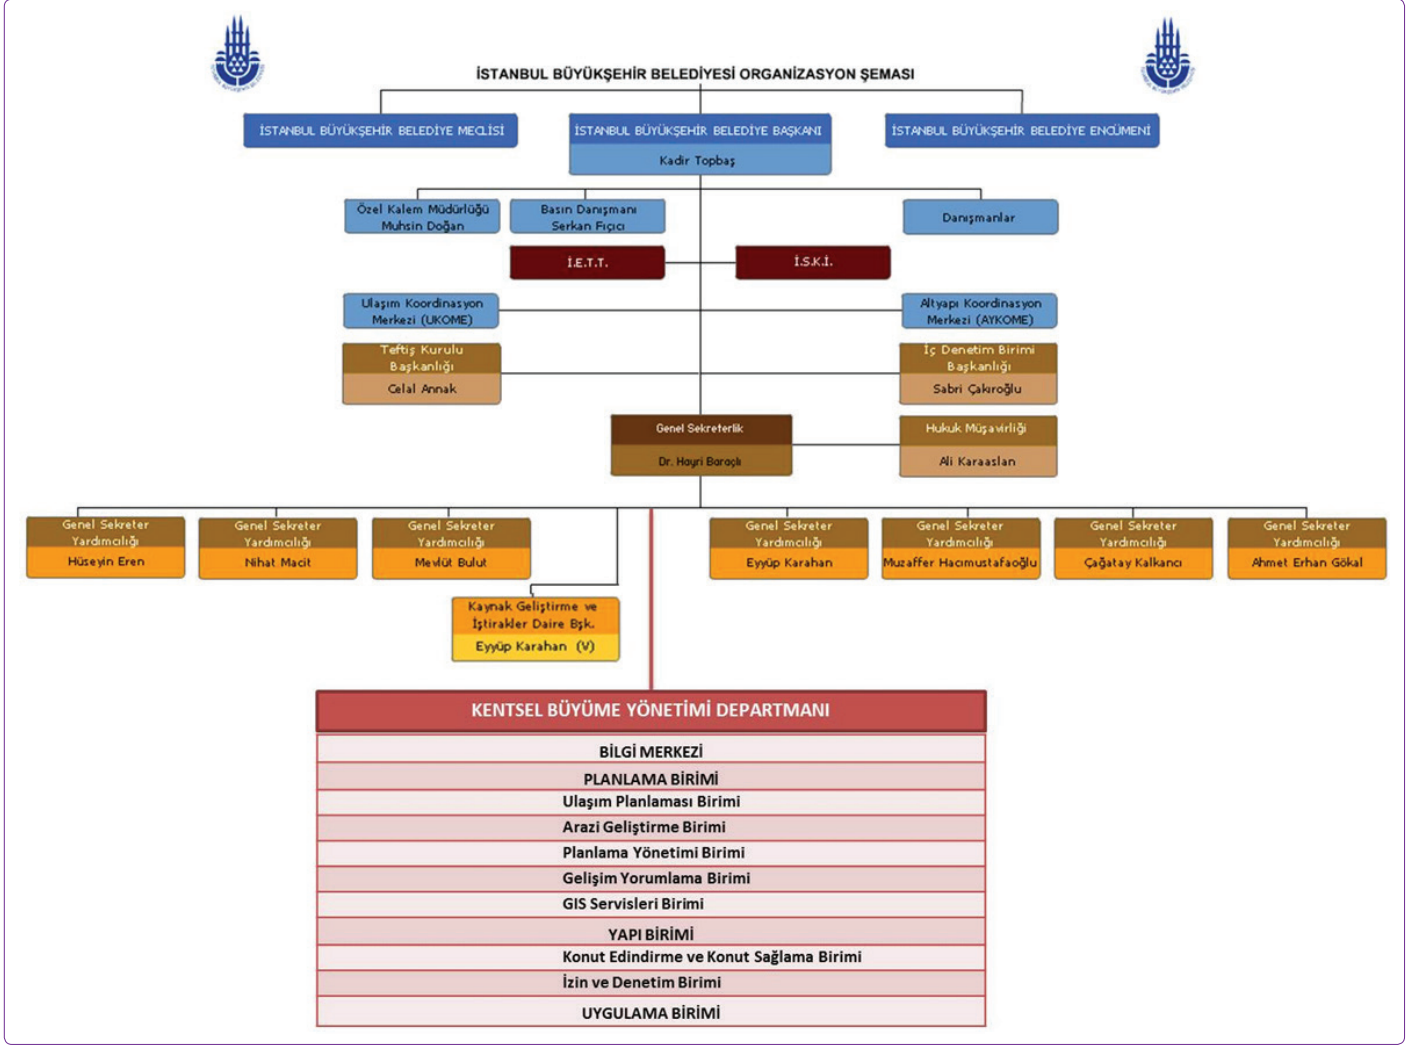 İSTANBUL BÜYÜKŞEHİR BELEDİYESİ ORGANİZASYON ŞEMASI
İSTANBUL BÜYÜKŞEHİR BELEDİYE MECLİSİ
İSTANBUL BÜYÜKŞEHİR BELEDİYE BAŞKANI
Kadir Topbaş
İSTANBUL BÜYÜKŞEHİR BELEDİYE ENCÜMENİ
Özel Kalem Müdürlüğü
Muhsin Doğan
Basın Danışmanı
Serkan Fıçıcı
Danışmanlar
İ.E.T.T.
İ.S.K.İ.
Ulaşım Koordinasyon
Merkezi (UKOME)
Altyapı Koordinasyon
Merkezi (AYKOME)
Teftiş Kurulu
Başkanlığı
Celal Annak
İç Denetim Birimi
Başkanlığı
Sabri Çakıroğlu
Genel Sekreterlik
Dr. Hayri Baraçlı
Hukuk Müşavirliği
Ali Karaaslan
Genel Sekreter
Yardımcılığı
Hüseyin Eren
Genel Sekreter
Yardımcılığı
Nihat Macit
Genel Sekreter
Yardımcılığı
Mevlüt Bulut
Genel Sekreter
Yardımcılığı
Eyyüp Karahan
Genel Sekreter
Yardımcılığı
Muzaffer Hacımustafaoğlu
Genel Sekreter
Yardımcılığı
Çağatay Kalkancı
Genel Sekreter
Yardımcılığı
Ahmet Erhan Gökal
Kaynak Geliştirme ve
İştirakler Daire Bşk.
Eyyüp Karahan (V)
KENTSEL BÜYÜME YÖNETİMİ DEPARTMANI
BİLGİ MERKEZİ
PLANLAMA BİRİMİ
Ulaşım Planlaması Birimi
Arazi Geliştirme Birimi
Planlama Yönetimi Birimi
Gelişim Yorumlama Birimi
GIS Servisleri Birimi
YAPI BİRİMİ
Konut Edindirme ve Konut Sağlama Birimi
İzin ve Denetim Birimi
UYGULAMA BİRİMİ